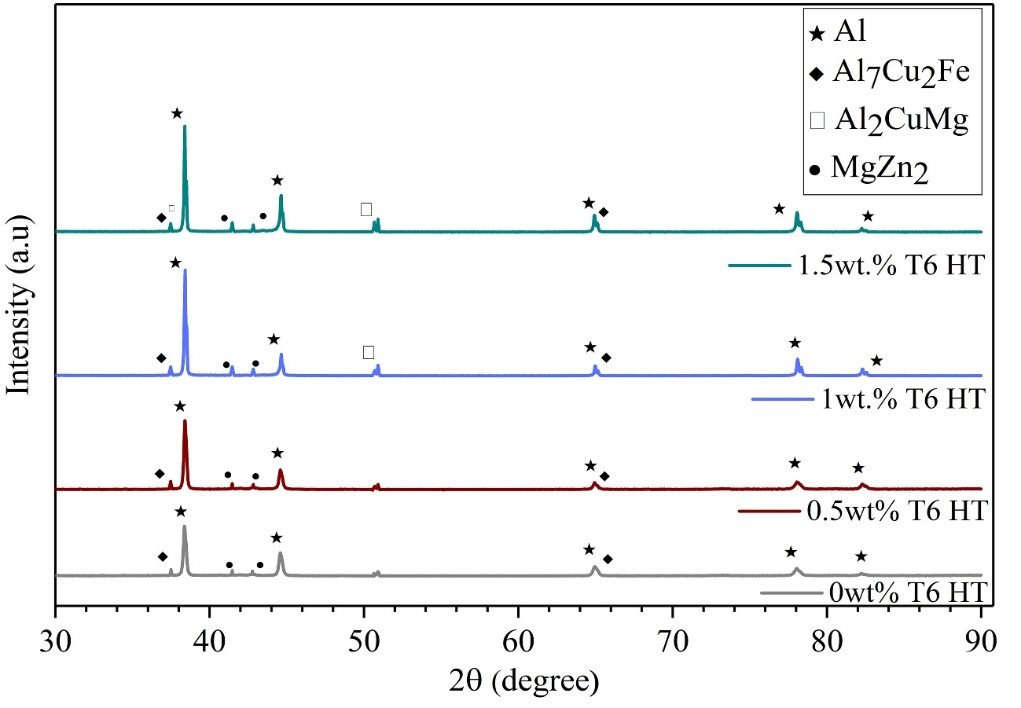 ★ Al
◆ Al7Cu2Fe
□ Al2CuMg
● MgZn2
1.5wt.% T6 HT
1wt.% T6 HT
0.5wt% T6 HT
0wt% T6 HT
Intensity (a.u)
30 40 50 60 70 80 90
2θ (degree)